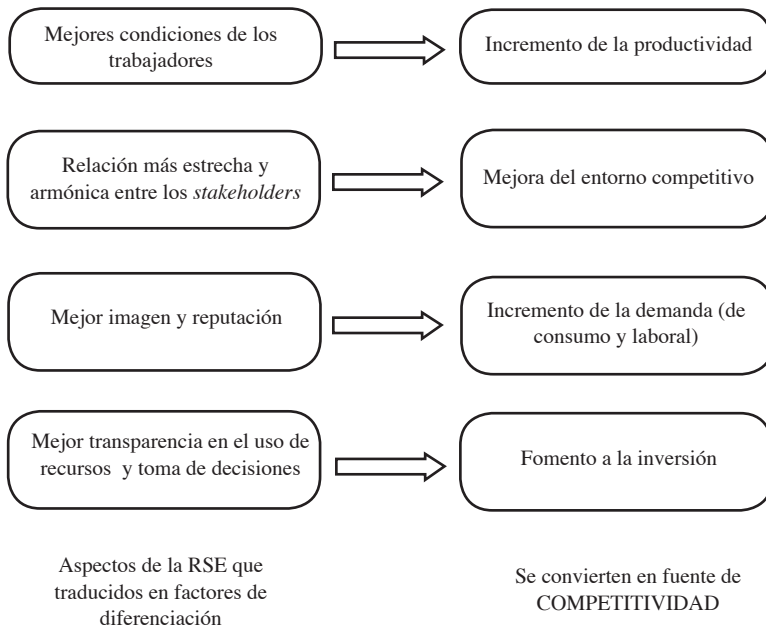 Mejores condiciones de los
trabajadores
Incremento de la productividad
Relación más estrecha y
armónica entre los stakeholders
Mejora del entorno competitivo
Mejor imagen y reputación
Incremento de la demanda (de
consumo y laboral)
Mejor transparencia en el uso de
recursos y toma de decisiones
Fomento a la inversión
Aspectos de la RSE que
traducidos en factores de
diferenciación
Se convierten en fuente de
COMPETITIVIDAD